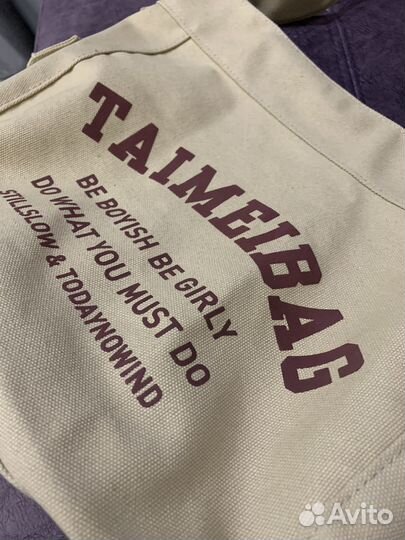 TAIMEIBAG
BE BOYISH BE GIRLY
DO WHAT YOU MUST DO
STILLSLOW & TODAYNOWIND
Avito